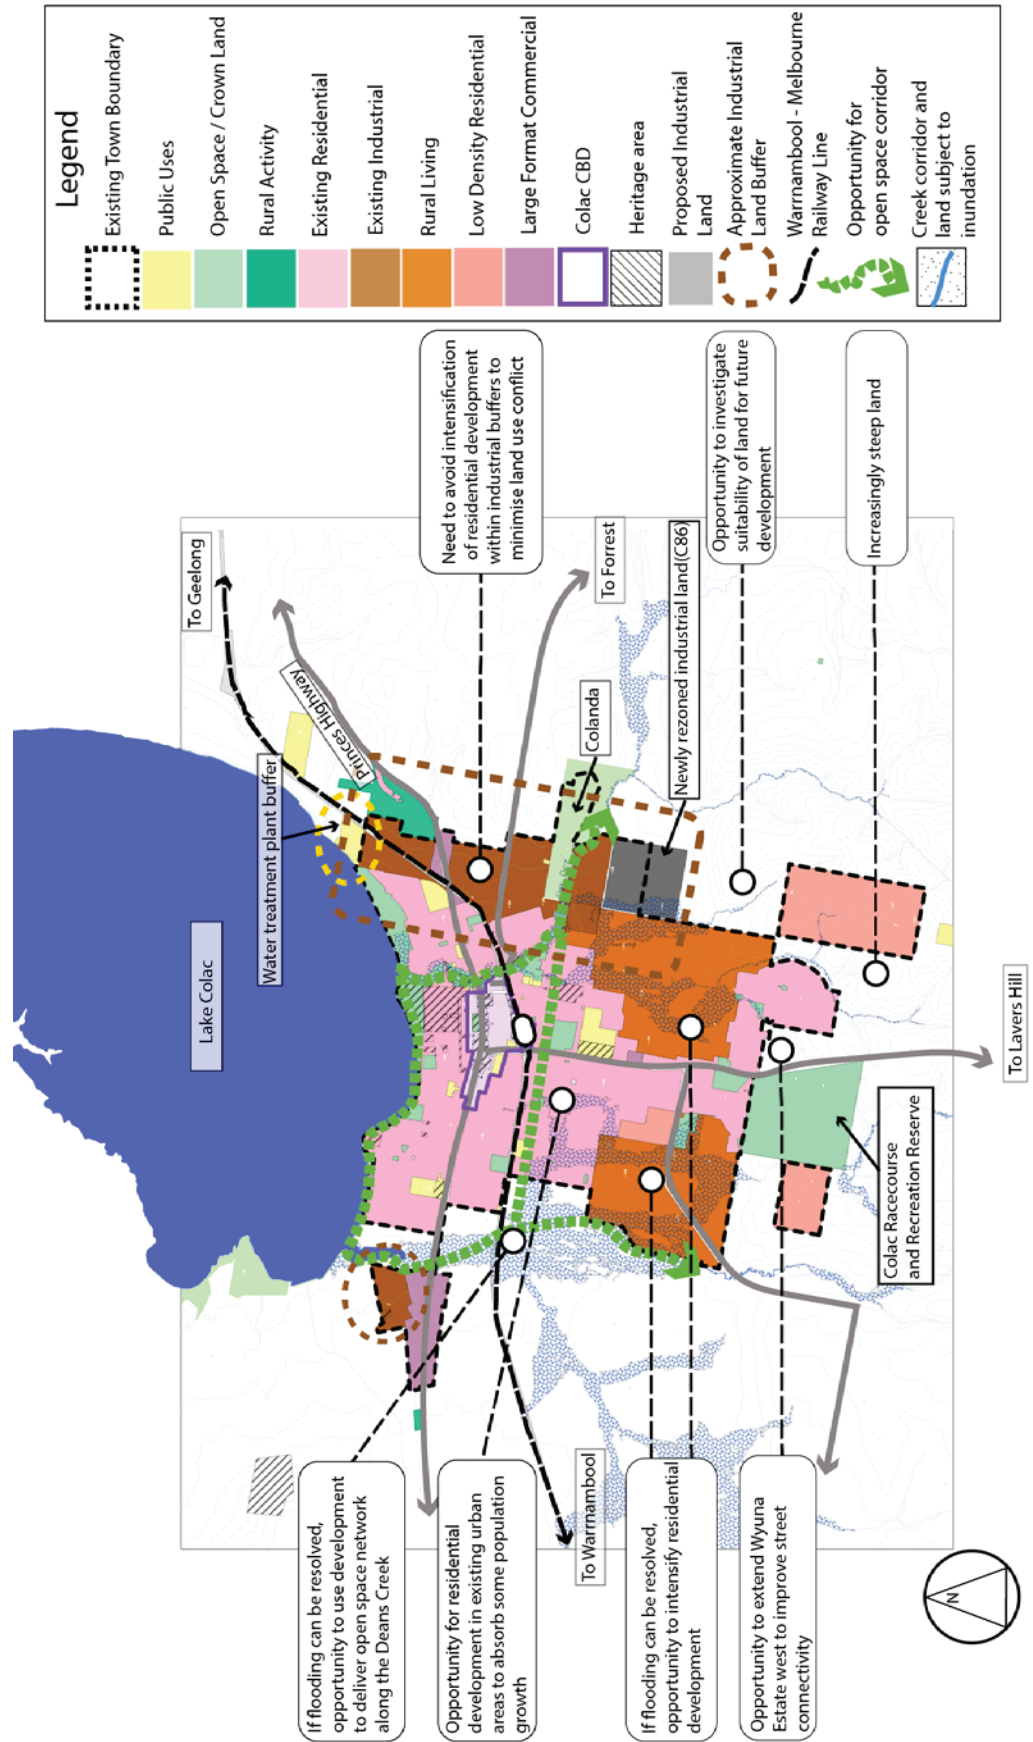 Legend
Existing Town Boundary
Public Uses
Open Space / Crown Land
Rural Activity
Existing Residential
Existing Industrial
Rural Living
Low Density Residential
Large Format Commercial
Colac CBD
Heritage area
Proposed Industrial
Land
Approximate Industrial
Land Buffer
Warrnambool - Melbourne
Railway Line
Opportunity for
open space corridor
Creek corridor and
land subject to
inundation
Need to avoid intensification
of residential development
within industrial buffers to
minimise land use conflict
Opportunity to investigate
suitability of land for future
development
Increasingly steep land
To Geelong
Princes Highway
To Forrest
Newly rezoned industrial land(C86)
Colanda
Water treatment plant buffer
Lake Colac
To Lavers Hill
Colac Racecourse
and Recreation Reserve
If flooding can be resolved,
opportunity to use development
to deliver open space network
along the Deans Creek
Opportunity for residential
development in existing urban
areas to absorb some population
growth
To Warrnambool
If flooding can be resolved,
opportunity to intensify residential
development
Opportunity to extend Wyuna
Estate west to improve street
connectivity
N